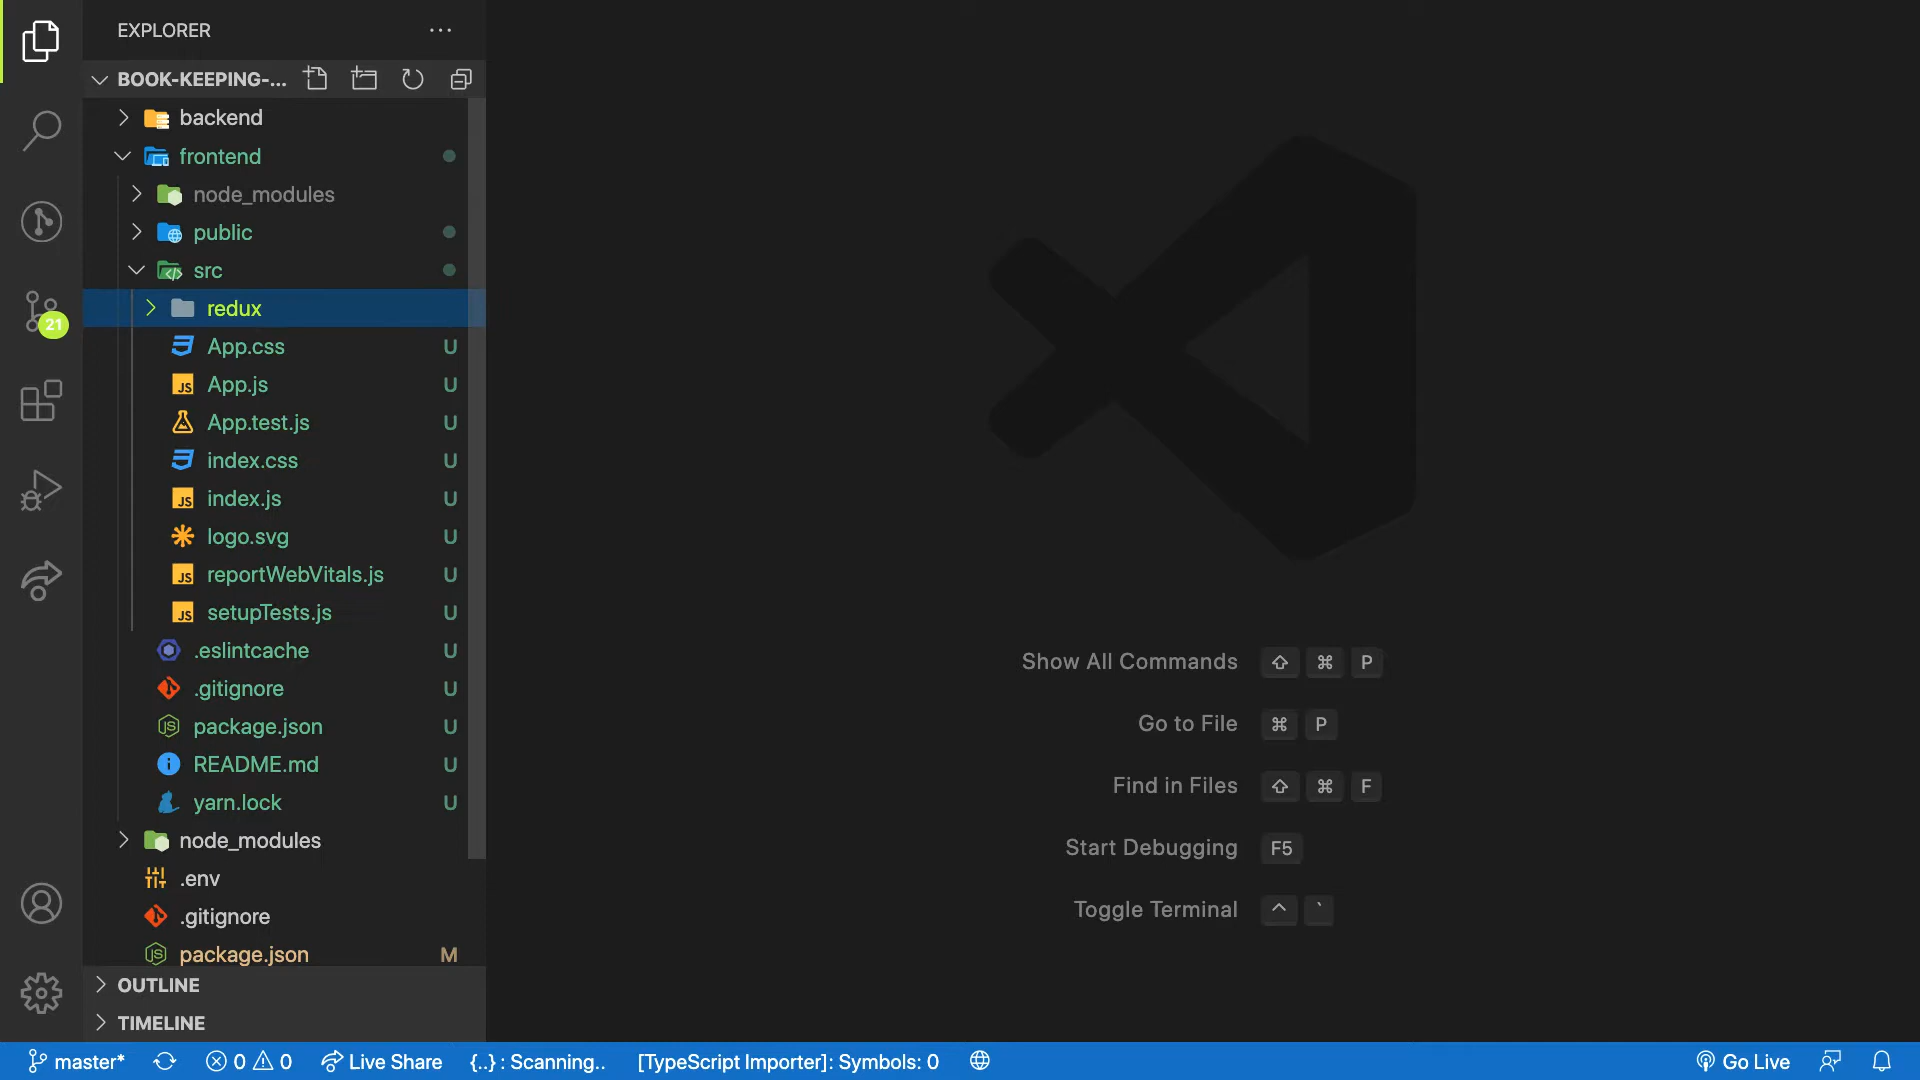 EXPLORER
BOOK-KEEPING-...
backend
frontend
node_modules
public
src
redux
App.css U
App.js U
App.test.js U
index.css U
index.js U
logo.svg U
reportWebVitals.js U
setupTests.js U
.eslintcache U
.gitignore U
package.json U
README.md U
yarn.lock U
node_modules
.env
.gitignore
package.json M
OUTLINE
TIMELINE
21
Show All Commands ⇧ ⌘ P
Go to File ⌘ P
Find in Files ⇧ ⌘ F
Start Debugging F5
Toggle Terminal ^ `
master* 0 0 Live Share {..} : Scanning.. [TypeScript Importer]: Symbols: 0 Go Live